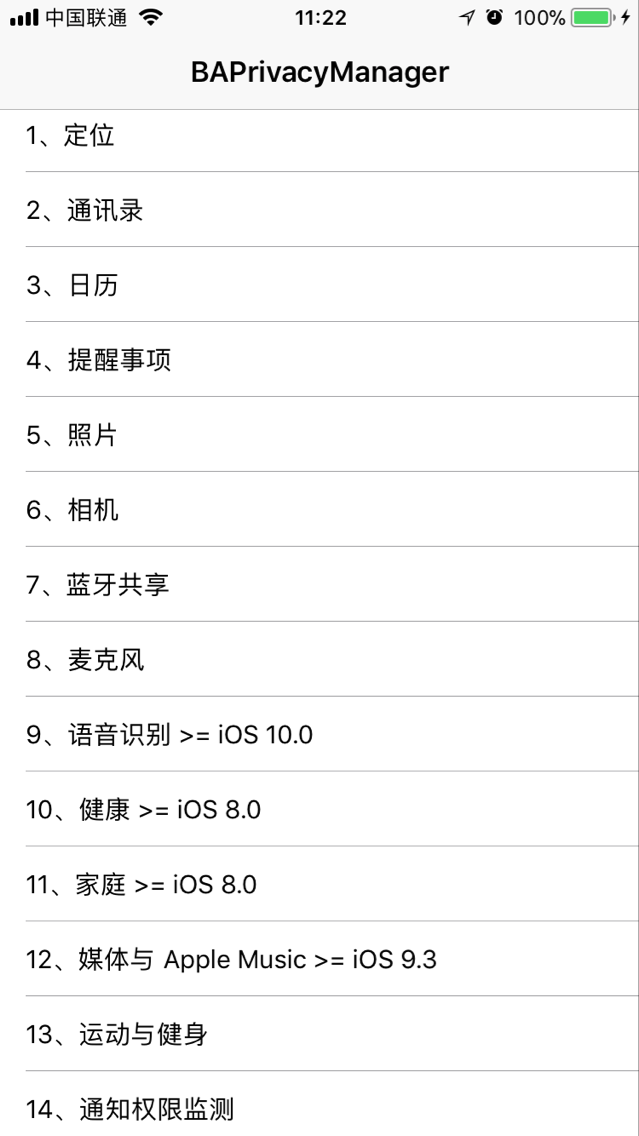 中国联通 11:22 100%
BAPrivacyManager
1、定位
2、通讯录
3、日历
4、提醒事项
5、照片
6、相机
7、蓝牙共享
8、麦克风
9、语音识别 >= iOS 10.0
10、健康 >= iOS 8.0
11、家庭 >= iOS 8.0
12、媒体与 Apple Music >= iOS 9.3
13、运动与健身
14、通知权限监测